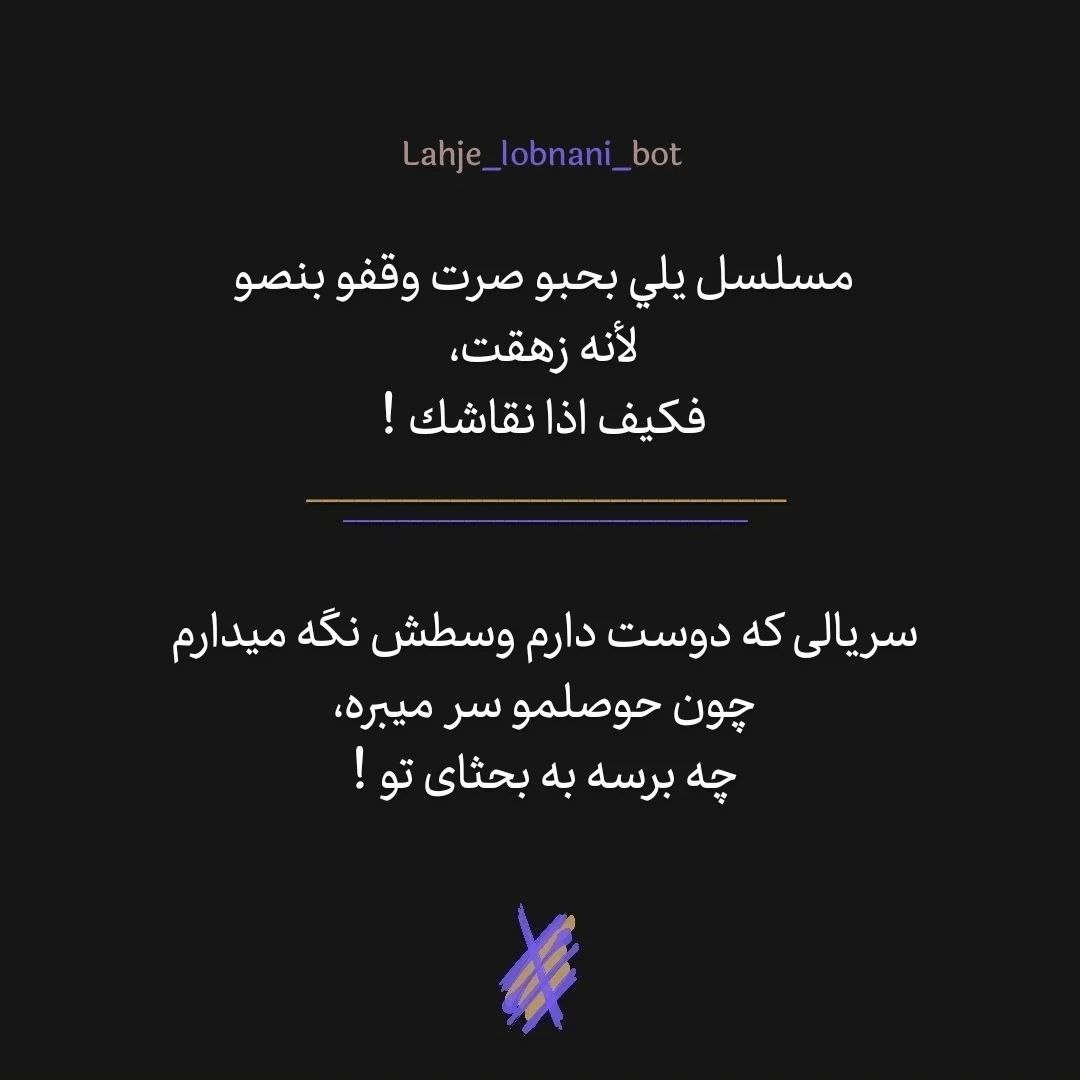 Lahje_lobnani_bot
مسلسل يلي بحبو صرت وقفو بنصو
لأنه زهقت،
فكيف اذا نقاشك !
سریالی که دوست دارم وسطش نگه میدارم
چون حوصلمو سر میبره،
چه برسه به بحثای تو !